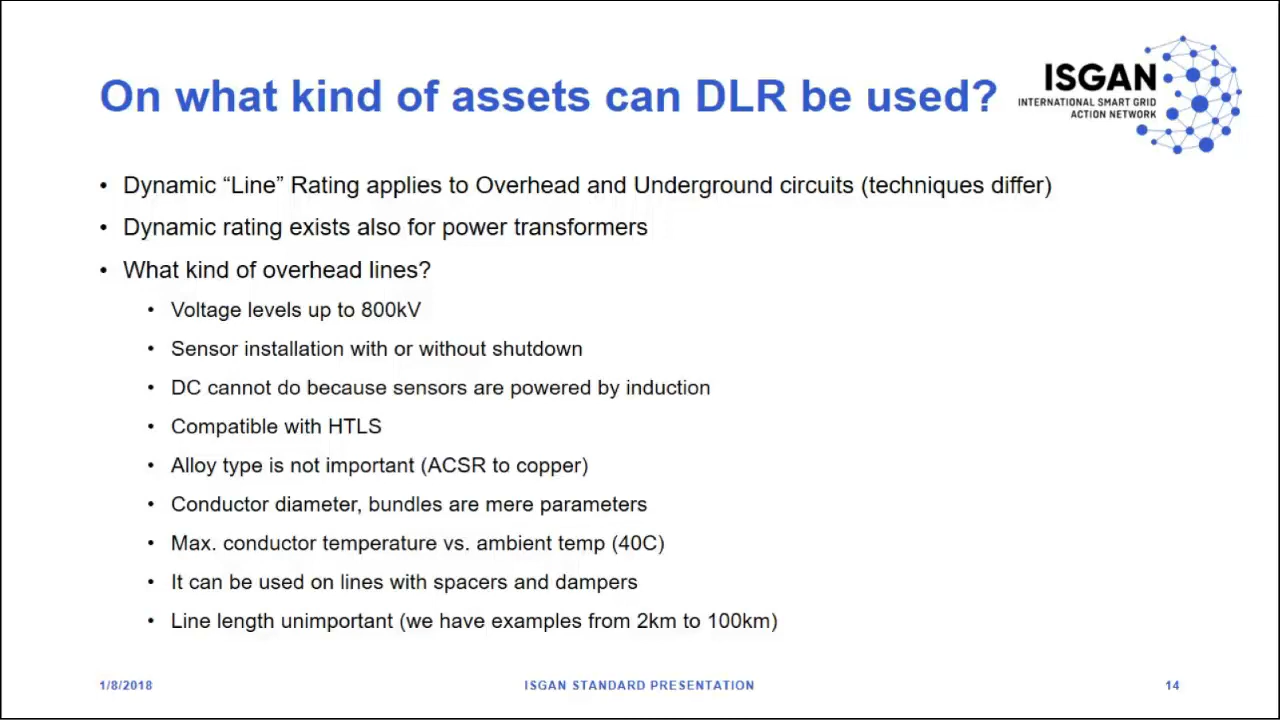 On what kind of assets can DLR be used?
ISGAN
INTERNATIONAL SMART GRID
ACTION NETWORK
• Dynamic “Line” Rating applies to Overhead and Underground circuits (techniques differ)
• Dynamic rating exists also for power transformers
• What kind of overhead lines?
• Voltage levels up to 800kV
• Sensor installation with or without shutdown
• DC cannot do because sensors are powered by induction
• Compatible with HTLS
• Alloy type is not important (ACSR to copper)
• Conductor diameter, bundles are mere parameters
• Max. conductor temperature vs. ambient temp (40C)
• It can be used on lines with spacers and dampers
• Line length unimportant (we have examples from 2km to 100km)
1/8/2018
ISGAN STANDARD PRESENTATION
14